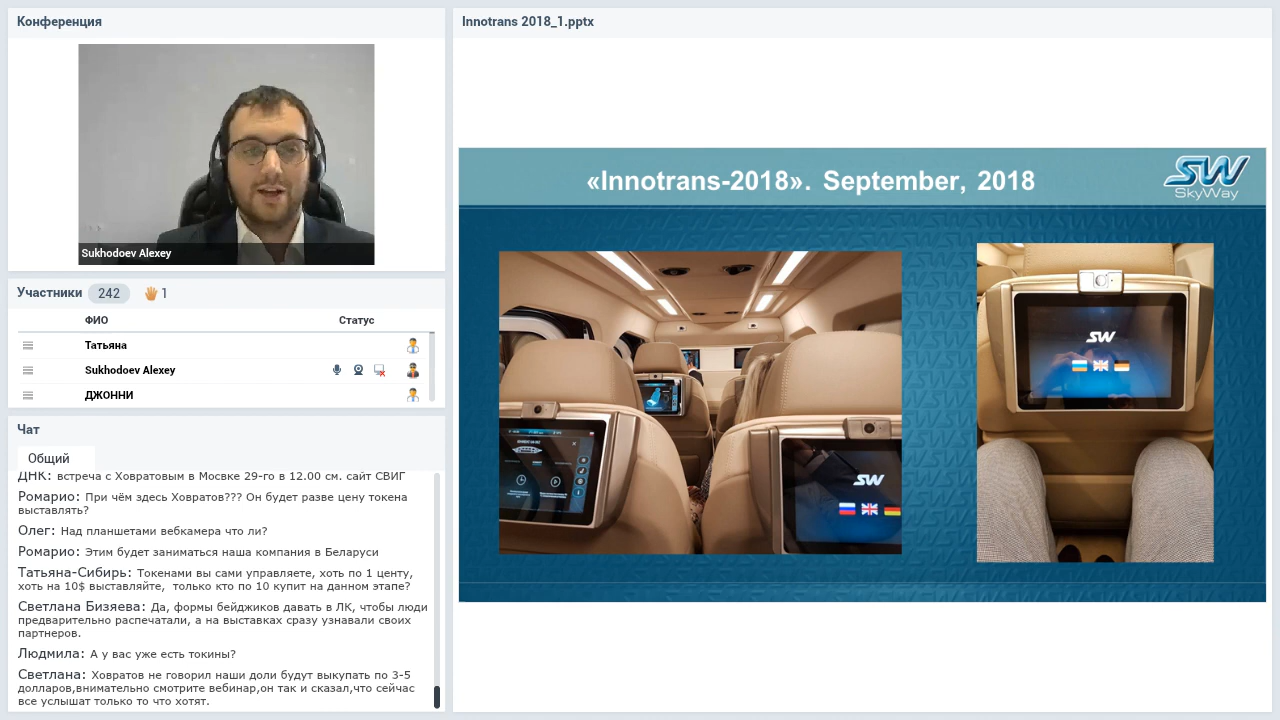 Конференция
Sukhodoev Alexey
Участники 242 1
ФИО Статус
Татьяна
Sukhodoev Alexey
ДЖОННИ
Чат
Общий
ДНК: встреча с Ховратовым в Мосвке 29-го в 12.00 см. сайт СВИГ
Ромарио: При чём здесь Ховратов??? Он будет разве цену токена
выставлять?
Олег: Над планшетами вебкамера что ли?
Ромарио: Этим будет заниматься наша компания в Беларуси
Татьяна-Сибирь: Токенами вы сами управляете, хоть по 1 центу,
хоть на 10$ выставляйте, только кто по 10 купит на данном этапе?
Светлана Бизяева: Да, формы бейджиков давать в ЛК, чтобы люди
предварительно распечатали, а на выставках сразу узнавали своих
партнеров.
Людмила: А у вас уже есть токины?
Светлана: Ховратов не говорил наши доли будут выкупать по 3-5
долларов,внимательно смотрите вебинар,он так и сказал,что сейчас
все услышат только то что хотят.
Innotrans 2018_1.pptx
«Innotrans-2018». September, 2018
SW
SkyWay
SW
SW